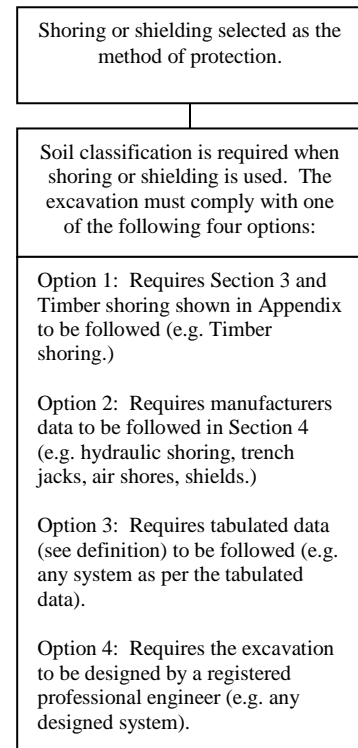 Shoring or shielding selected as the
method of protection.
Soil classification is required when
shoring or shielding is used.  The
excavation must comply with one
of the following four options:
Option 1:  Requires Section 3 and
Timber shoring shown in Appendix
to be followed (e.g. Timber
shoring.)
Option 2:  Requires manufacturers
data to be followed in Section 4
(e.g. hydraulic shoring, trench
jacks, air shores, shields.)
Option 3:  Requires tabulated data
(see definition) to be followed (e.g.
any system as per the tabulated
data).
Option 4:  Requires the excavation
to be designed by a registered
professional engineer (e.g. any
designed system).